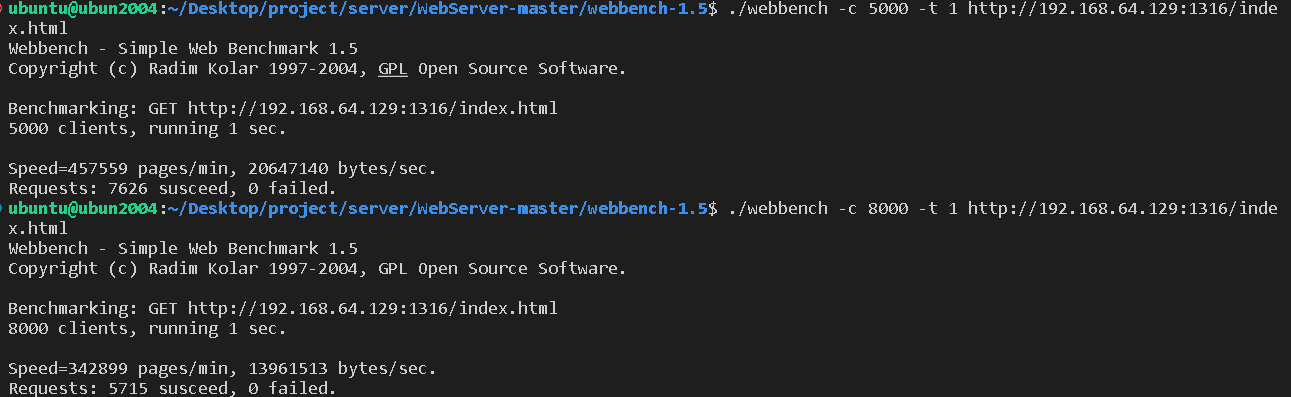 ubuntu@ubun2004:~/Desktop/project/server/WebServer-master/webbench-1.5$ ./webbench -c 5000 -t 1 http://192.168.64.129:1316/inde
x.html
Webbench - Simple Web Benchmark 1.5
Copyright (c) Radim Kolar 1997-2004, GPL Open Source Software.
Benchmarking: GET http://192.168.64.129:1316/index.html
5000 clients, running 1 sec.
Speed=457559 pages/min, 20647140 bytes/sec.
Requests: 7626 susceed, 0 failed.
ubuntu@ubun2004:~/Desktop/project/server/WebServer-master/webbench-1.5$ ./webbench -c 8000 -t 1 http://192.168.64.129:1316/inde
x.html
Webbench - Simple Web Benchmark 1.5
Copyright (c) Radim Kolar 1997-2004, GPL Open Source Software.
Benchmarking: GET http://192.168.64.129:1316/index.html
8000 clients, running 1 sec.
Speed=342899 pages/min, 13961513 bytes/sec.
Requests: 5715 susceed, 0 failed.